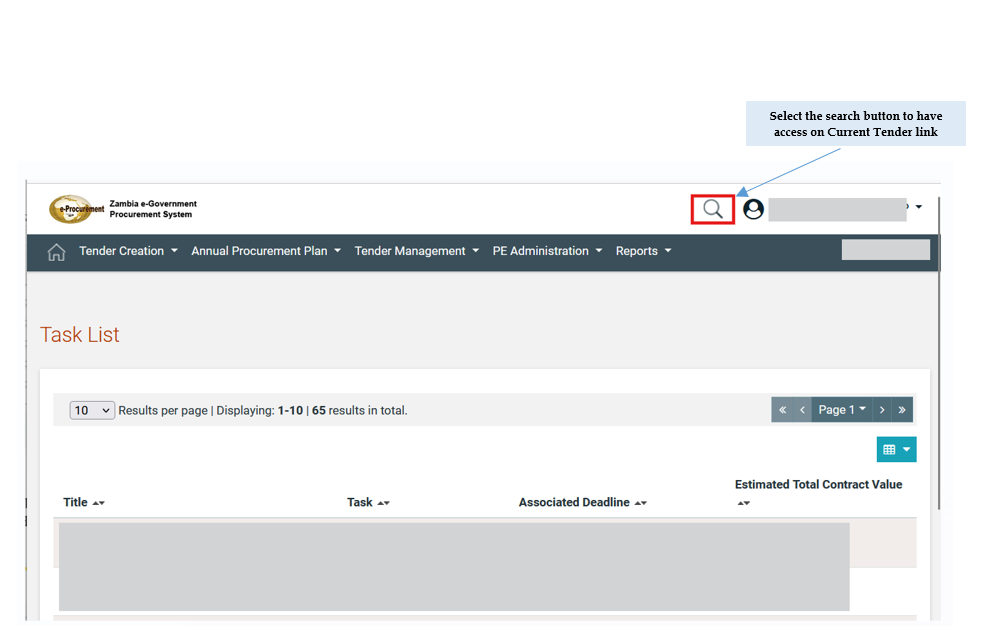 Select the search button to have
access on Current Tender link
e-Procurement
Zambia e-Government
Procurement System
Tender Creation Annual Procurement Plan Tender Management PE Administration Reports
Task List
10 Results per page | Displaying: 1-10 | 65 results in total.
« ‹ Page 1 › »
Estimated Total Contract Value
Title Task Associated Deadline